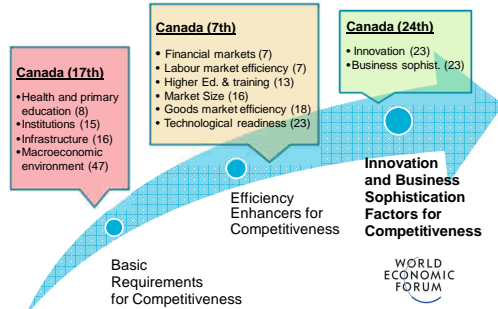 Canada (17th)
•Health and primary
education (8)
•Institutions (15)
•Infrastructure (16)
•Macroeconomic
environment (47)
Canada (7th)
• Financial markets (7)
• Labour market efficiency (7)
• Higher Ed. & training (13)
• Market Size (16)
• Goods market efficiency (18)
• Technological readiness (23)
Canada (24th)
• Innovation (23)
•Business sophist. (23)
Basic
Requirements
for Competitiveness
Efficiency
Enhancers for
Competitiveness
Innovation
and Business
Sophistication
Factors for
Competitiveness
WORLD
ECONOMIC
FORUM